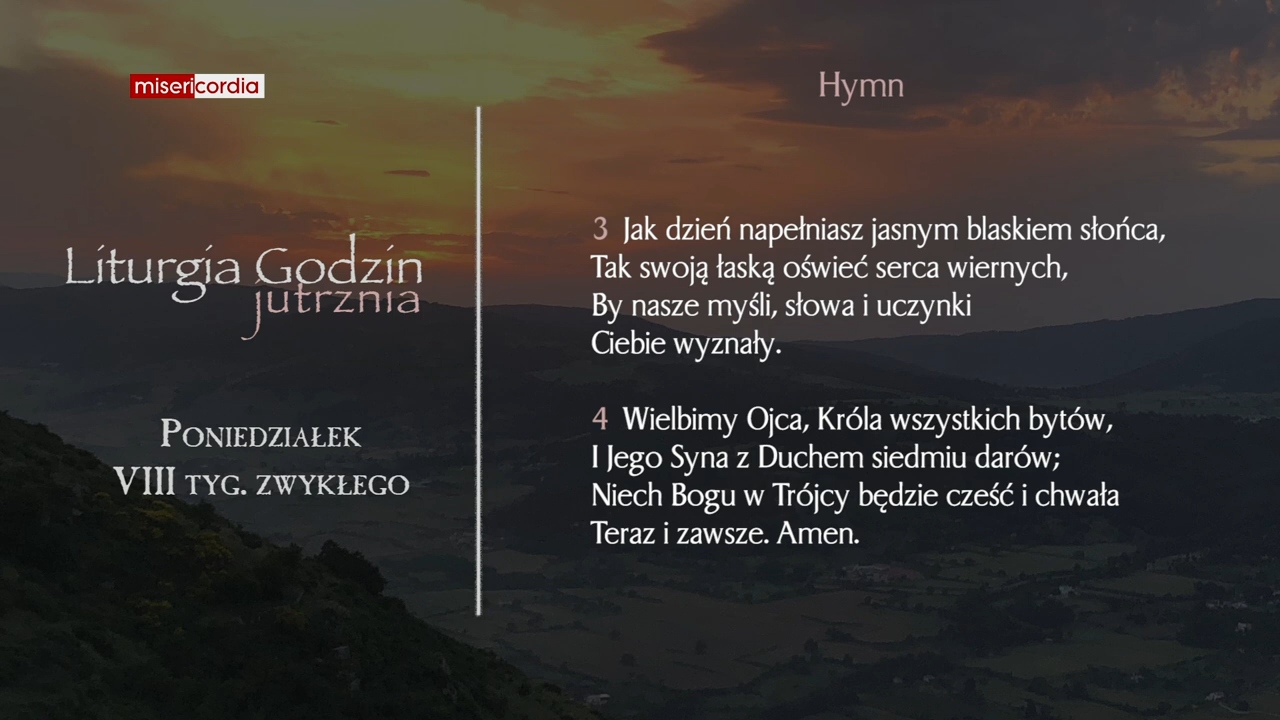 misericordia
Liturgia Godzin
jutrznia
Poniedziałek
VIII tyg. zwykłego
Hymn
3 Jak dzień napełniasz jasnym blaskiem słońca,
Tak swoją łaską oświeć serca wiernych,
By nasze myśli, słowa i uczynki
Ciebie wyznały.
4 Wielbimy Ojca, Króla wszystkich bytów,
I Jego Syna z Duchem siedmiu darów;
Niech Bogu w Trójcy będzie cześć i chwała
Teraz i zawsze. Amen.